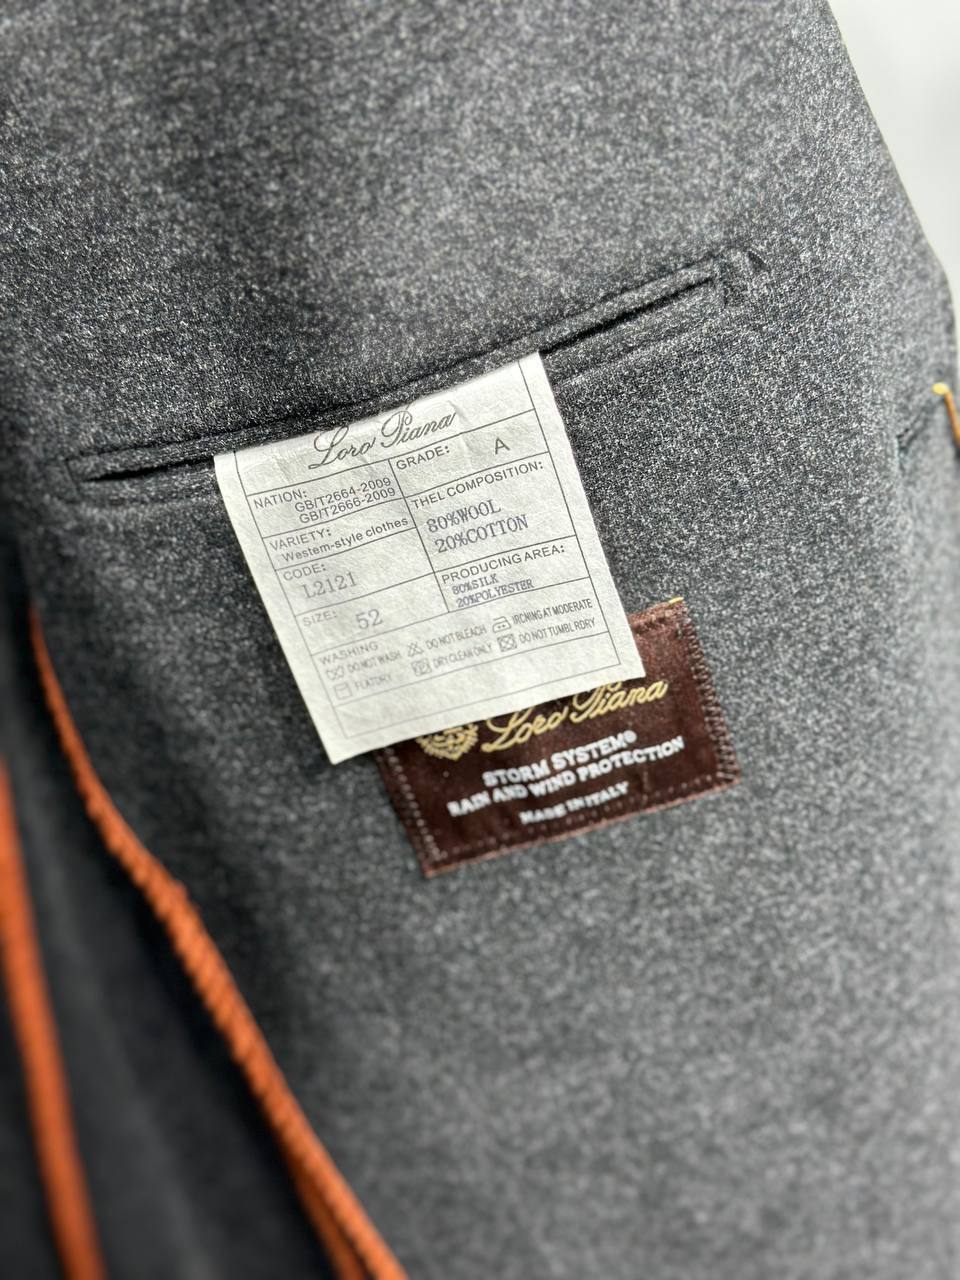 Loro Piana
NATION:
GB/T2664-2009
GB/T2666-2009
GRADE: A
VARIETY:
Westem-style clothes
THEL COMPOSITION:
80%WOOL
20%COTTON
CODE:
L2121
PRODUCING AREA:
80%SILK
20%POLYESTER
SIZE: 52
WASHING
DO NOT WASH DO NOT BLEACH IRCNING AT MODERATE
FLATDRY DRY CLEAN ONLY DO NOT TUMBL RDRY
Loro Piana
STORM SYSTEM®
RAIN AND WIND PROTECTION
MADE IN ITALY